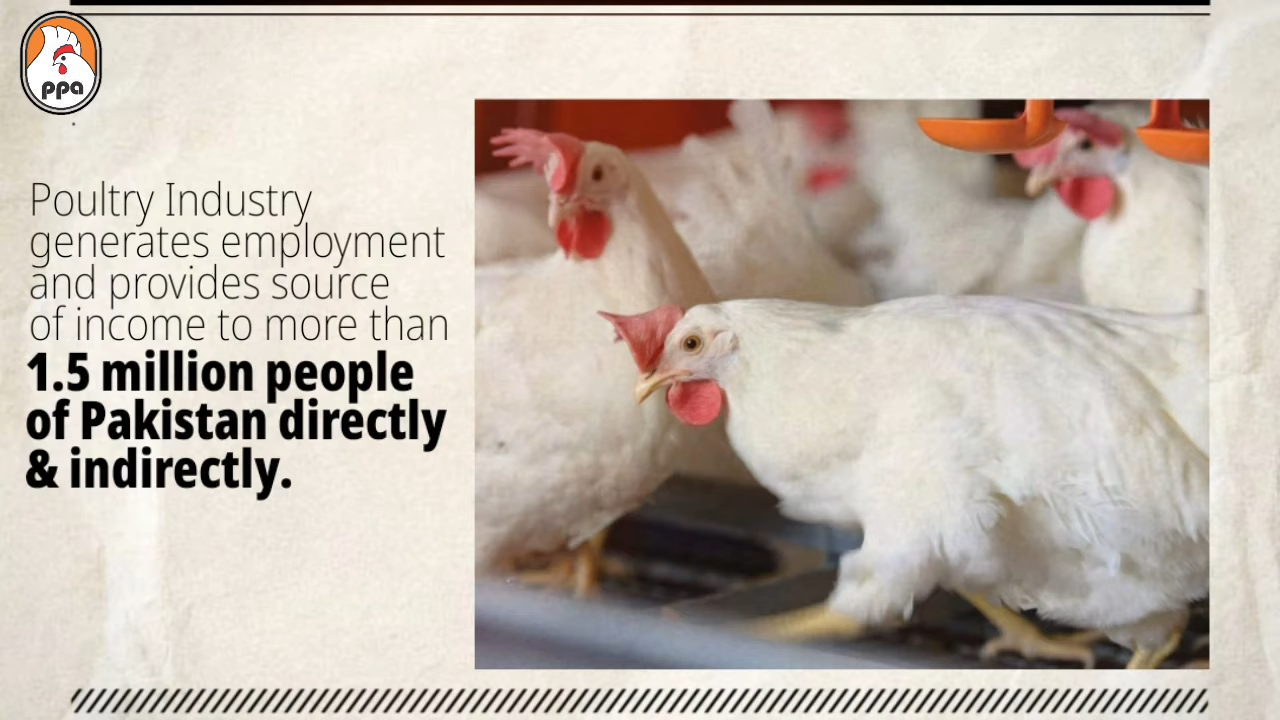 ppa
Poultry Industry
generates employment
and provides source
of income to more than
1.5 million people
of Pakistan directly
& indirectly.